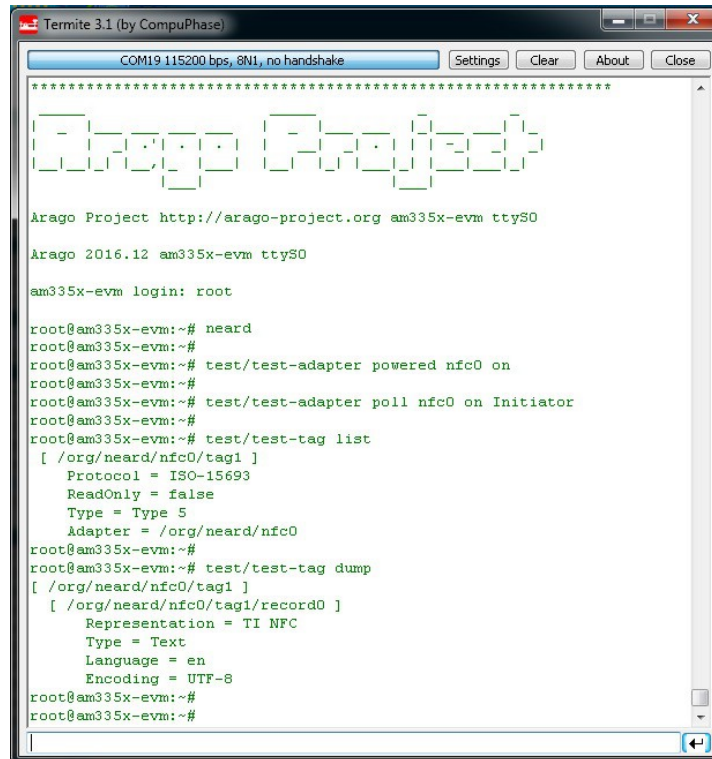 Termite 3.1 (by CompuPhase)
COM19 115200 bps, 8N1, no handshake
Settings
Clear
About
Close
***************************************************************
Arago Project
Arago Project http://arago-project.org am335x-evm ttyS0
Arago 2016.12 am335x-evm ttyS0
am335x-evm login: root
root@am335x-evm:~# neard
root@am335x-evm:~#
root@am335x-evm:~# test/test-adapter powered nfc0 on
root@am335x-evm:~#
root@am335x-evm:~# test/test-adapter poll nfc0 on Initiator
root@am335x-evm:~#
root@am335x-evm:~# test/test-tag list
[ /org/neard/nfc0/tag1 ]
Protocol = ISO-15693
ReadOnly = false
Type = Type 5
Adapter = /org/neard/nfc0
root@am335x-evm:~#
root@am335x-evm:~# test/test-tag dump
[ /org/neard/nfc0/tag1 ]
[ /org/neard/nfc0/tag1/record0 ]
Representation = TI NFC
Type = Text
Language = en
Encoding = UTF-8
root@am335x-evm:~#
root@am335x-evm:~#